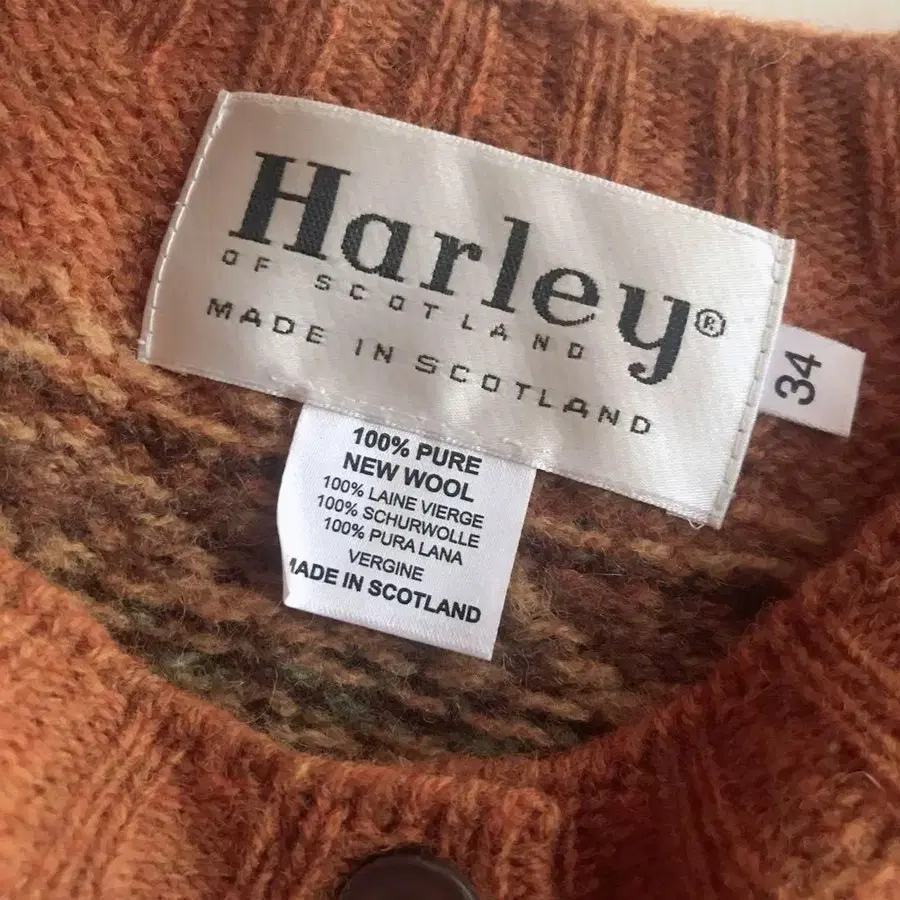 Harley®
OF SCOTLAND
MADE IN SCOTLAND
34
100% PURE
NEW WOOL
100% LAINE VIERGE
100% SCHURWOLLE
100% PURA LANA
VERGINE
MADE IN SCOTLAND